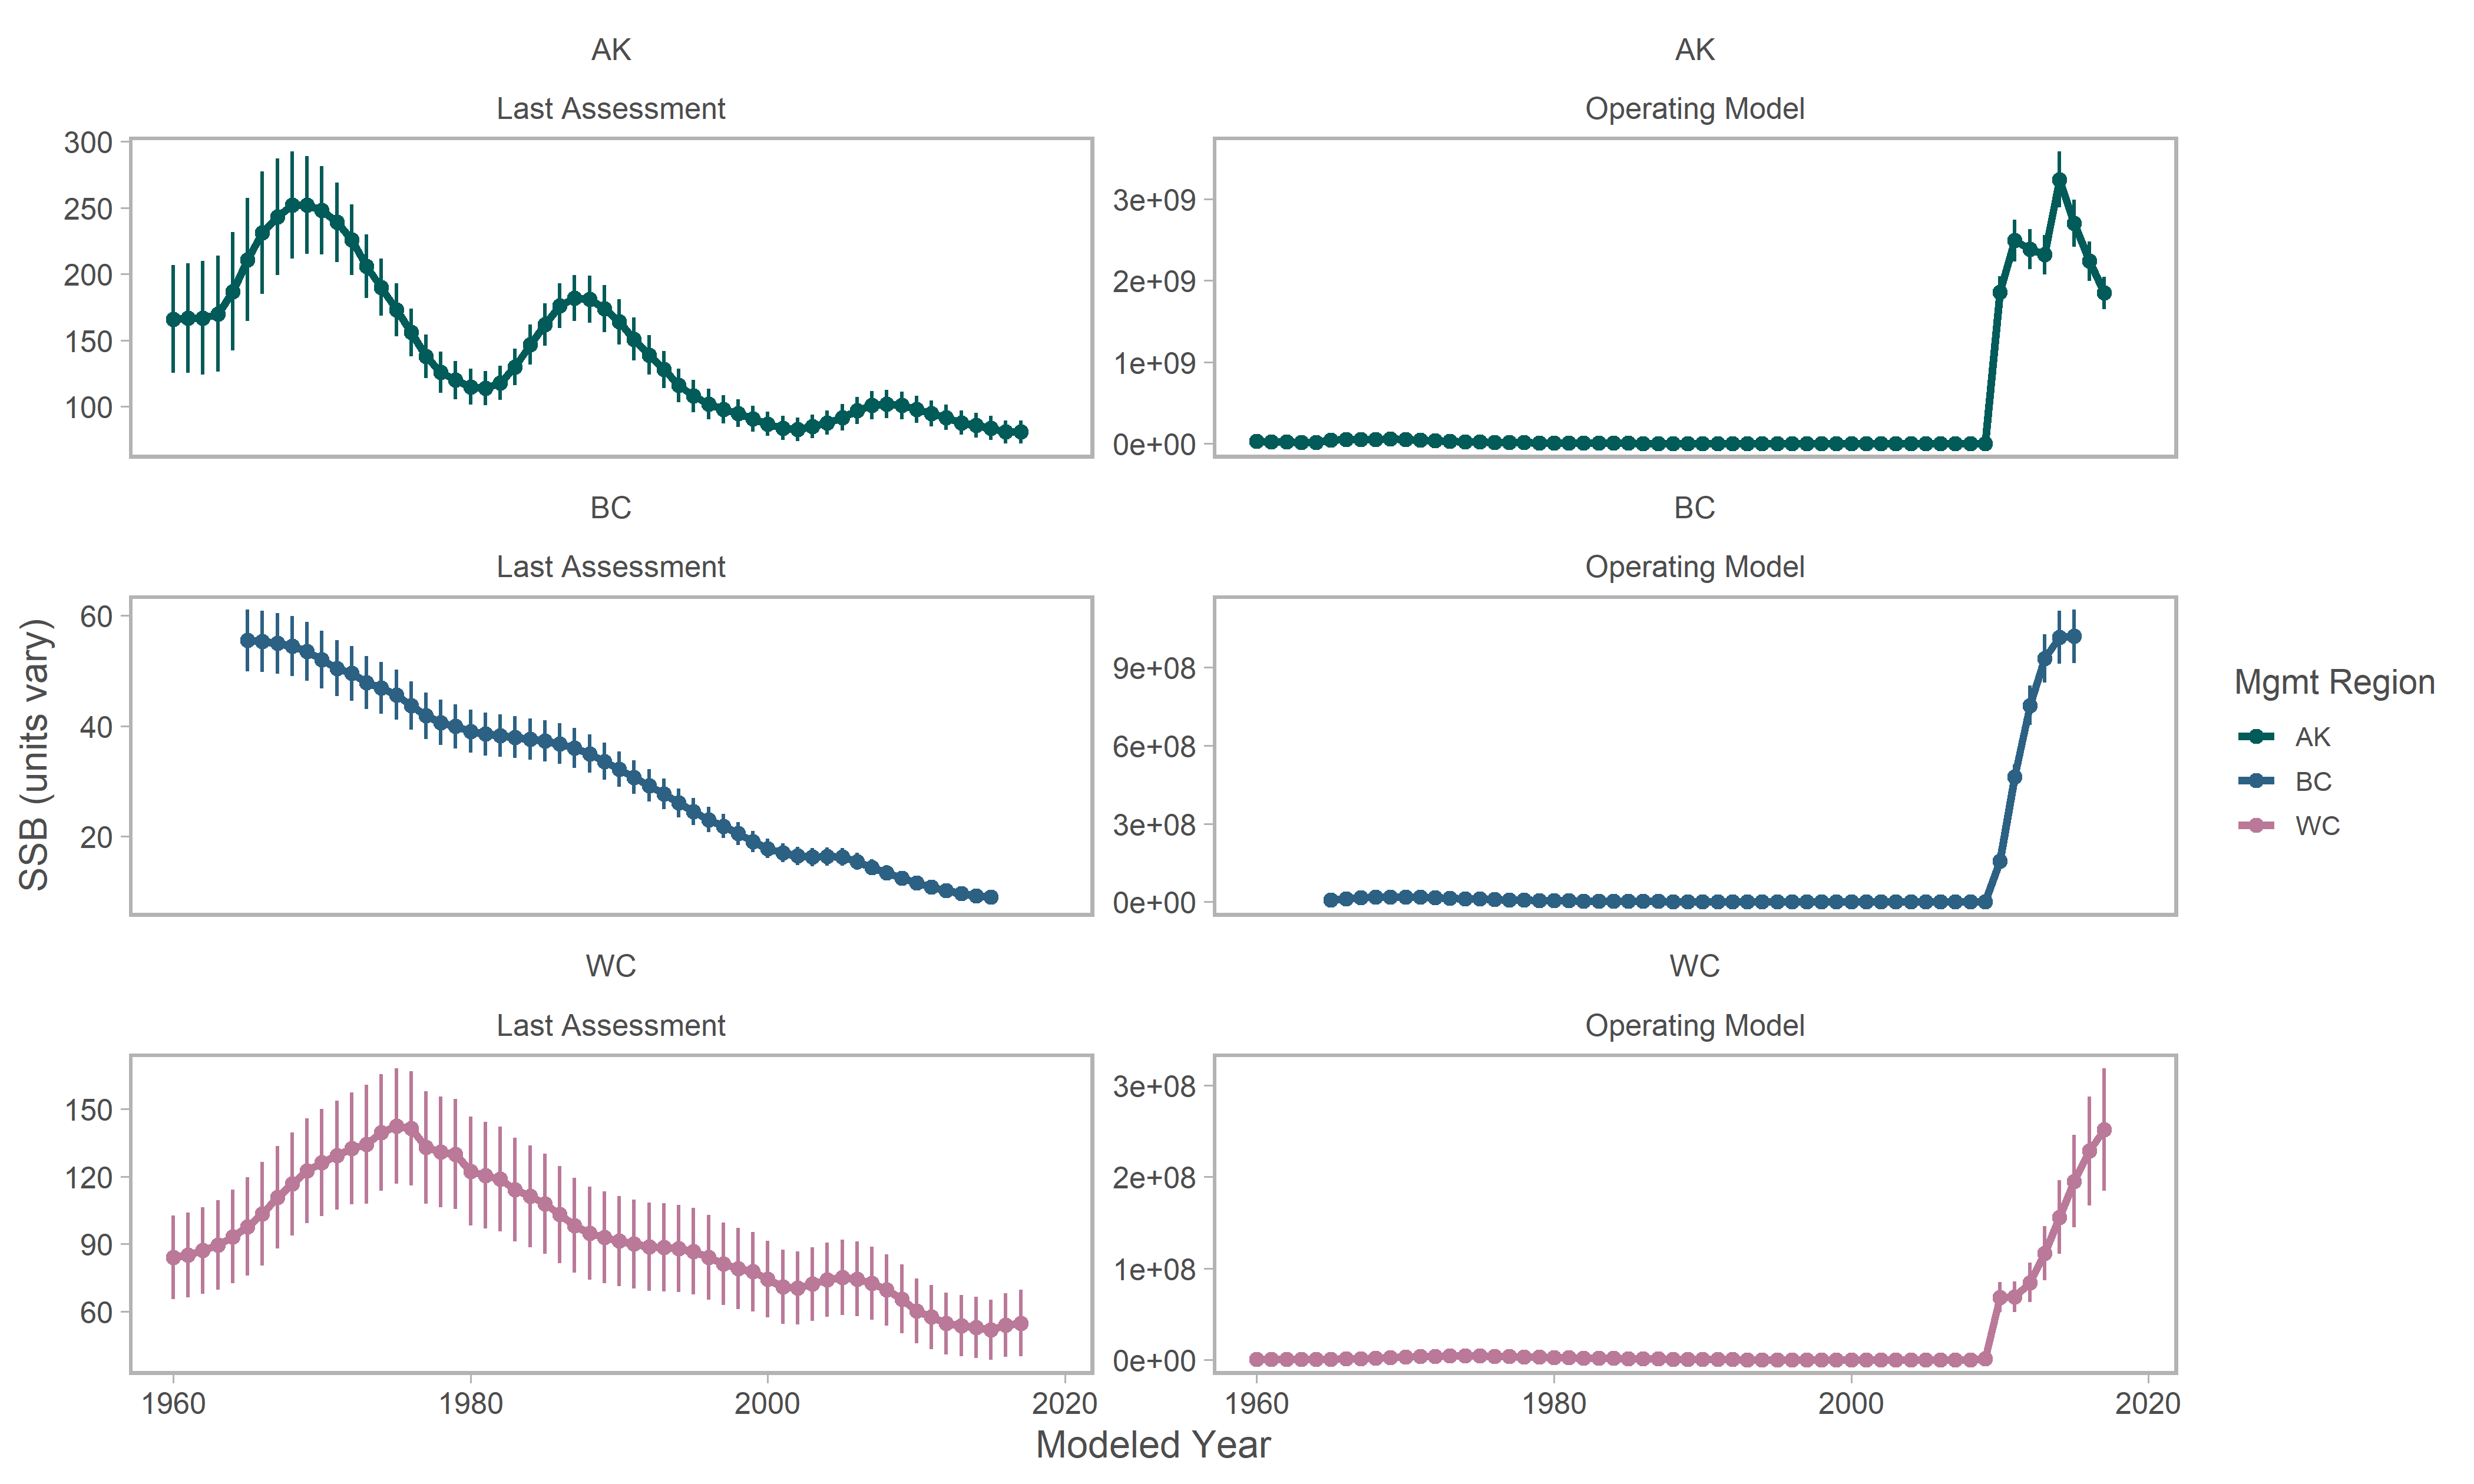 AK
Last Assessment
300
250
200
150
100
AK
Operating Model
3e+09
2e+09
1e+09
0e+00
BC
Last Assessment
60
40
20
BC
Operating Model
9e+08
6e+08
3e+08
0e+00
WC
Last Assessment
150
120
90
60
1960
1980
2000
2020
WC
Operating Model
3e+08
2e+08
1e+08
0e+00
1960
1980
2000
2020
SSB (units vary)
Modeled Year
Mgmt Region
AK
BC
WC